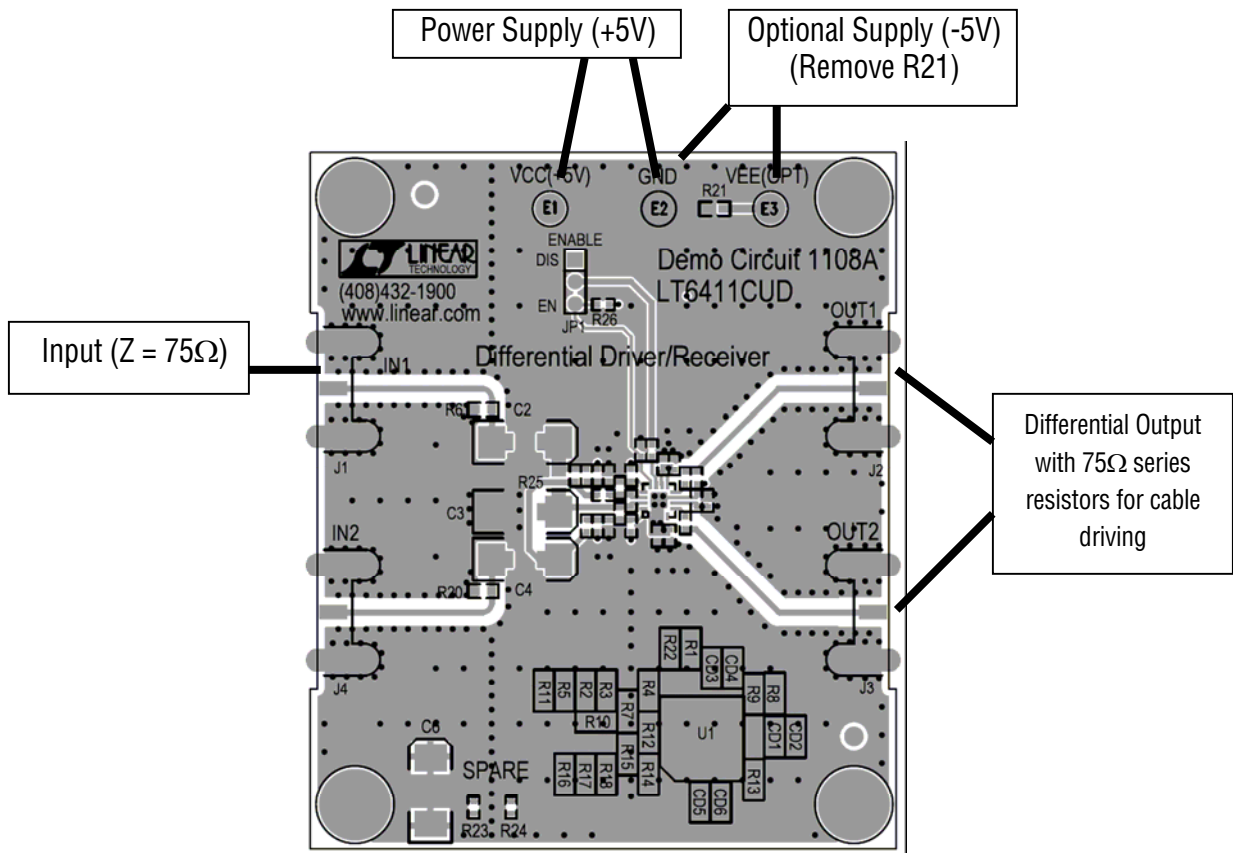 Power Supply (+5V)
Optional Supply (-5V)
(Remove R21)
VCC(+5V)
GND
VEE(OPT)
R21
E1
E2
E3
ENABLE
DIS
EN
JP1
R26
LINEAR
TECHNOLOGY
(408)432-1900
www.linear.com
Demo Circuit 1108A
LT6411CUD
Differential Driver/Receiver
Input (Z = 75Ω)
IN1
OUT1
R6
C2
J1
J2
R25
C3
IN2
OUT2
R20
C4
J4
J3
Differential Output
with 75Ω series
resistors for cable
driving
R22
R1
CD3
CD4
R11
R5
R2
R3
R4
R9
R8
R10
R7
R12
U1
CD1
CD2
R15
R16
R17
R18
R14
R13
CD5
CD6
C6
SPARE
R23
R24